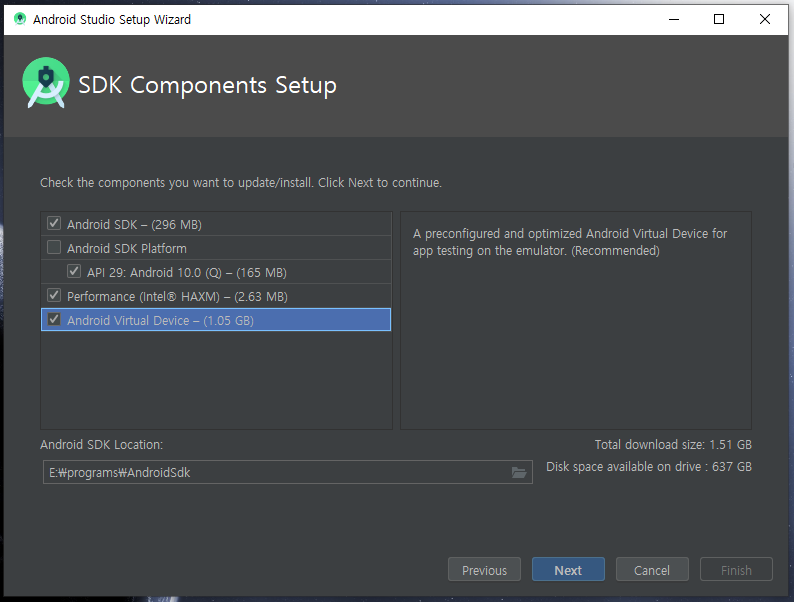 Android Studio Setup Wizard
SDK Components Setup
Check the components you want to update/install. Click Next to continue.
Android SDK – (296 MB)
Android SDK Platform
API 29: Android 10.0 (Q) – (165 MB)
Performance (Intel® HAXM) – (2.63 MB)
Android Virtual Device – (1.05 GB)
A preconfigured and optimized Android Virtual Device for
app testing on the emulator. (Recommended)
Android SDK Location:
E:₩programs₩AndroidSdk
Total download size: 1.51 GB
Disk space available on drive : 637 GB
Previous
Next
Cancel
Finish